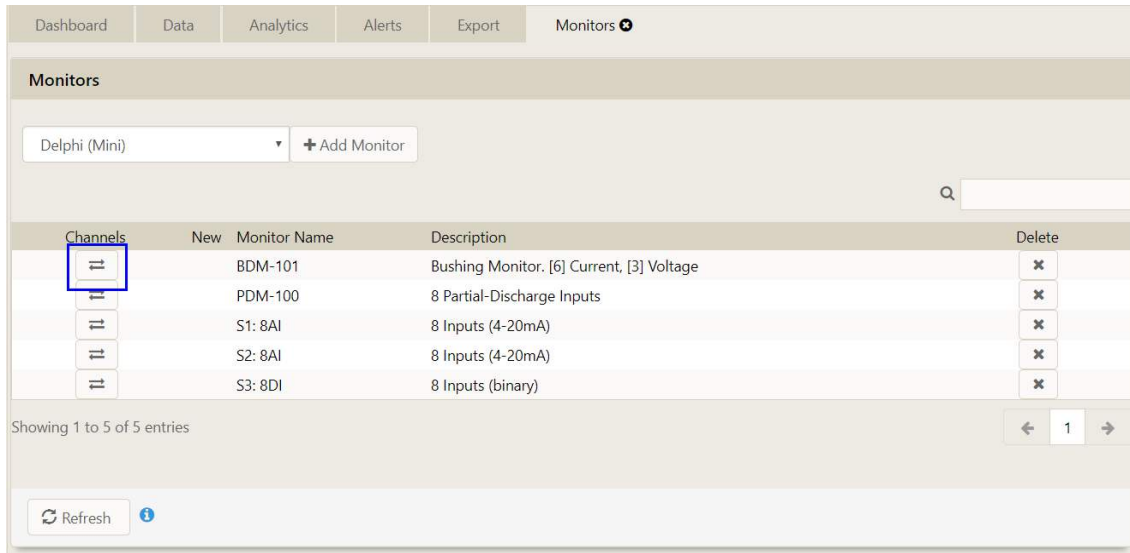 Dashboard Data Analytics Alerts Export Monitors
Monitors
Delphi (Mini) Add Monitor
Channels New Monitor Name Description Delete
BDM-101 Bushing Monitor. [6] Current, [3] Voltage
PDM-100 8 Partial-Discharge Inputs
S1: 8AI 8 Inputs (4-20mA)
S2: 8AI 8 Inputs (4-20mA)
S3: 8DI 8 Inputs (binary)
Showing 1 to 5 of 5 entries 1
Refresh